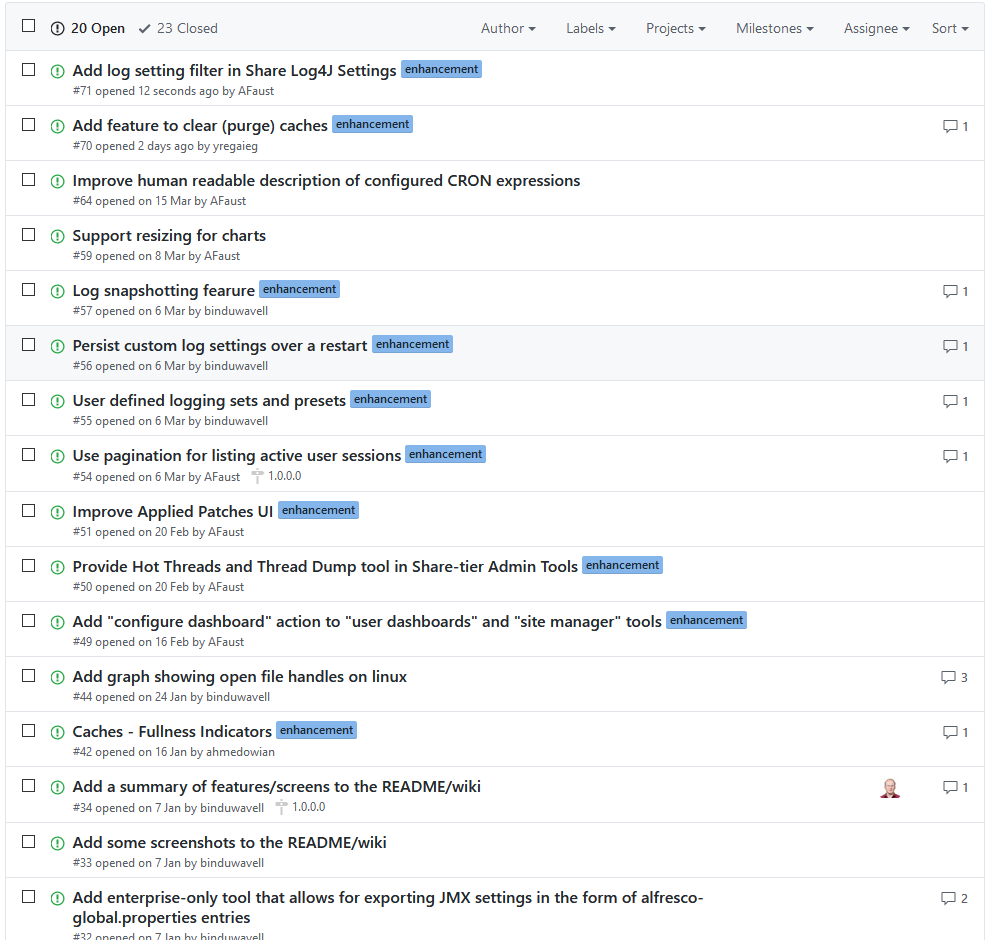 20 Open 23 Closed Author Labels Projects Milestones Assignee Sort
Add log setting filter in Share Log4J Settings enhancement
#71 opened 12 seconds ago by AFaust
Add feature to clear (purge) caches enhancement 1
#70 opened 2 days ago by yregaieg
Improve human readable description of configured CRON expressions
#64 opened on 15 Mar by AFaust
Support resizing for charts
#59 opened on 8 Mar by AFaust
Log snapshotting fearure enhancement 1
#57 opened on 6 Mar by binduwavell
Persist custom log settings over a restart enhancement 1
#56 opened on 6 Mar by binduwavell
User defined logging sets and presets enhancement 1
#55 opened on 6 Mar by binduwavell
Use pagination for listing active user sessions enhancement 1
#54 opened on 6 Mar by AFaust 1.0.0.0
Improve Applied Patches UI enhancement
#51 opened on 20 Feb by AFaust
Provide Hot Threads and Thread Dump tool in Share-tier Admin Tools enhancement
#50 opened on 20 Feb by AFaust
Add "configure dashboard" action to "user dashboards" and "site manager" tools enhancement
#49 opened on 16 Feb by AFaust
Add graph showing open file handles on linux 3
#44 opened on 24 Jan by binduwavell
Caches - Fullness Indicators enhancement 1
#42 opened on 16 Jan by ahmedowian
Add a summary of features/screens to the README/wiki 1
#34 opened on 7 Jan by binduwavell 1.0.0.0
Add some screenshots to the README/wiki
#33 opened on 7 Jan by binduwavell
Add enterprise-only tool that allows for exporting JMX settings in the form of alfresco- 2
global.properties entries
#32 opened on 7 Jan by binduwavell